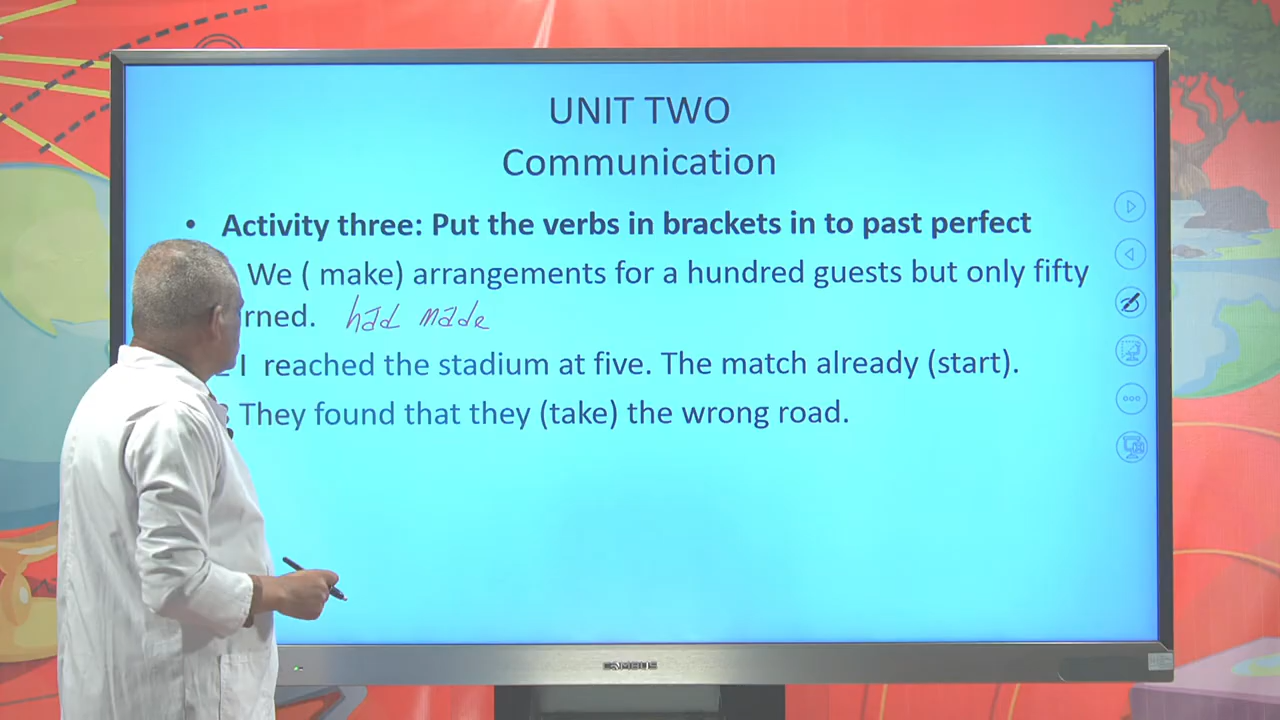 UNIT TWO
Communication
• Activity three: Put the verbs in brackets in to past perfect
We ( make) arrangements for a hundred guests but only fifty
rned. had made
I reached the stadium at five. The match already (start).
They found that they (take) the wrong road.